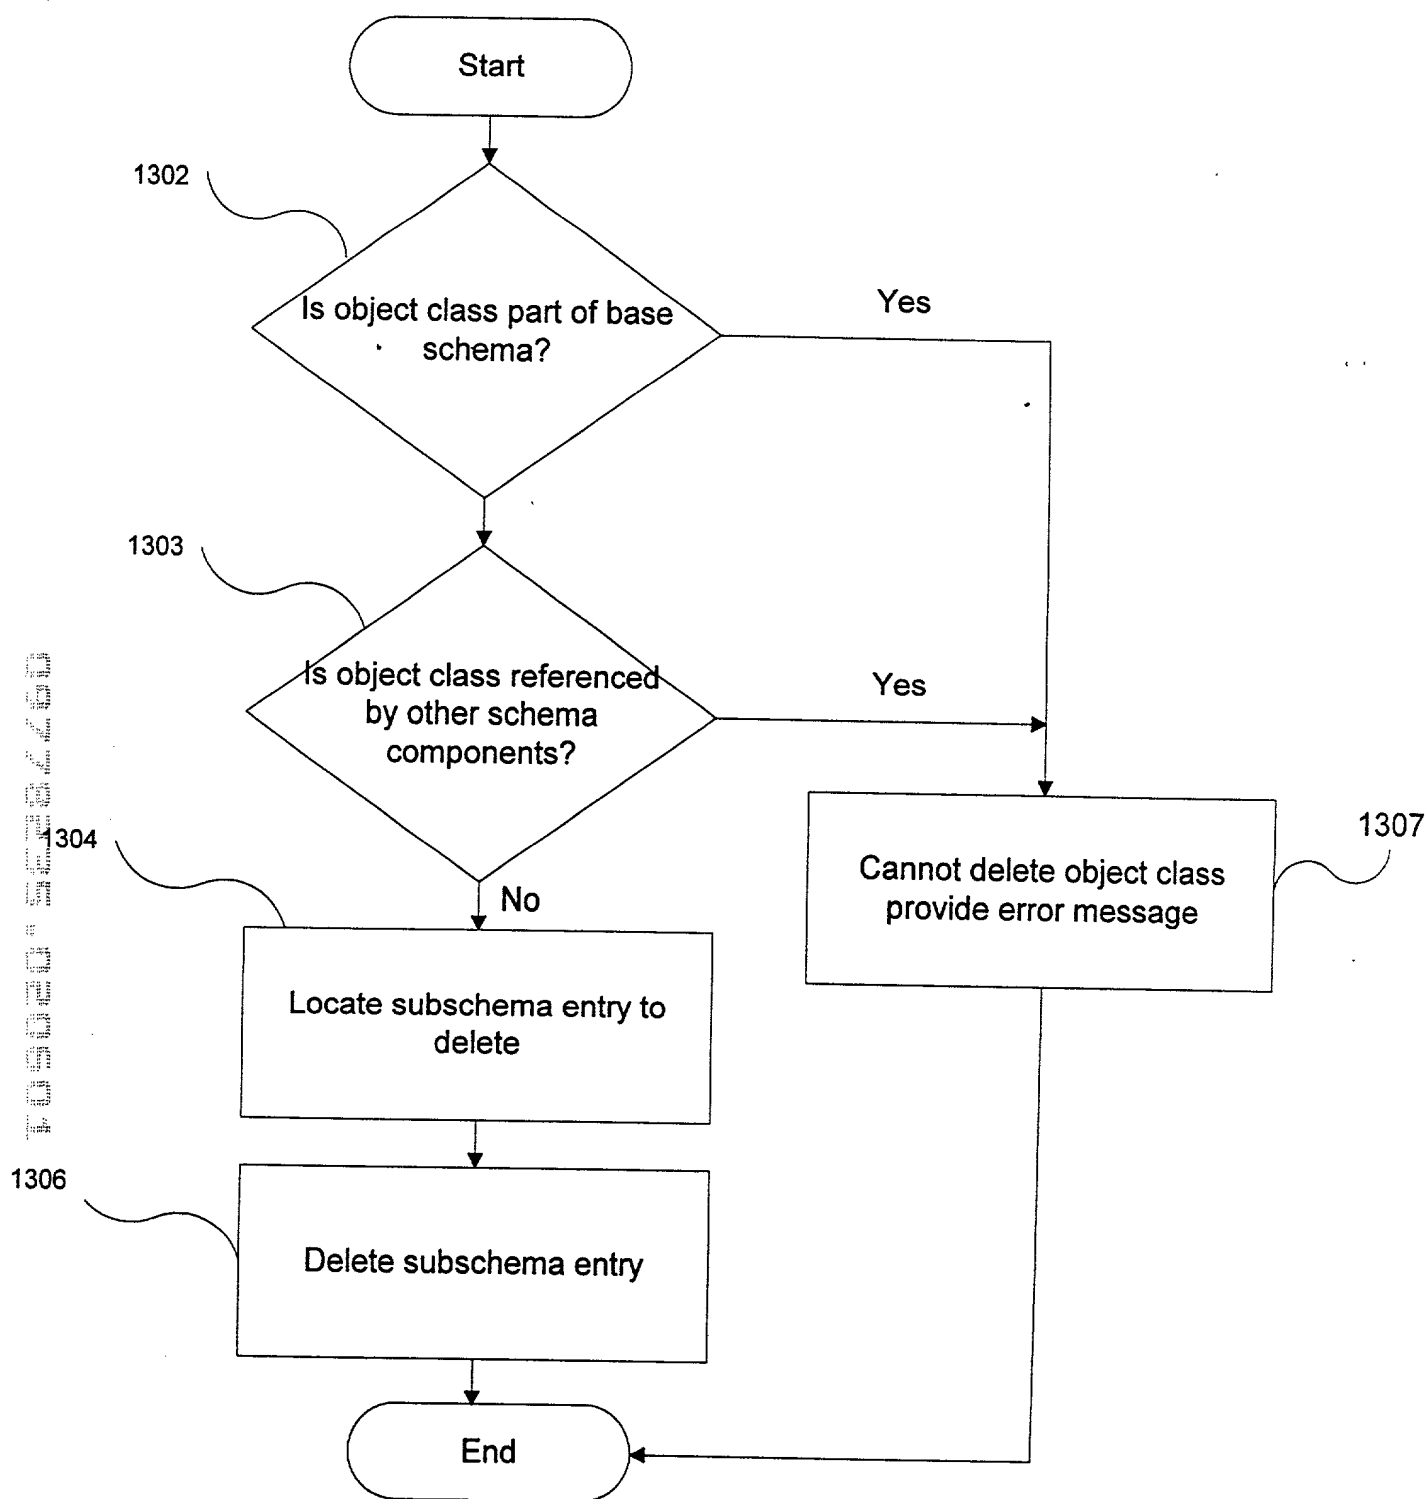 Start
1302
Is object class part of base
schema?
Yes
1303
Is object class referenced
by other schema
components?
Yes
1304
No
Cannot delete object class
provide error message
1307
Locate subschema entry to
delete
1306
Delete subschema entry
End